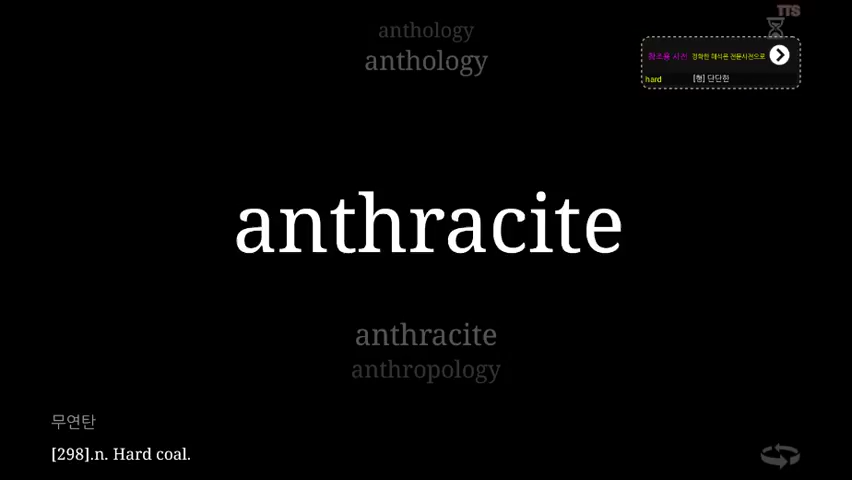 anthology
TTS
anthology
참조용 사전 정확한 해석은 전문사전으로
hard [형] 단단한
anthracite
anthracite
anthropology
무연탄
[298].n. Hard coal.